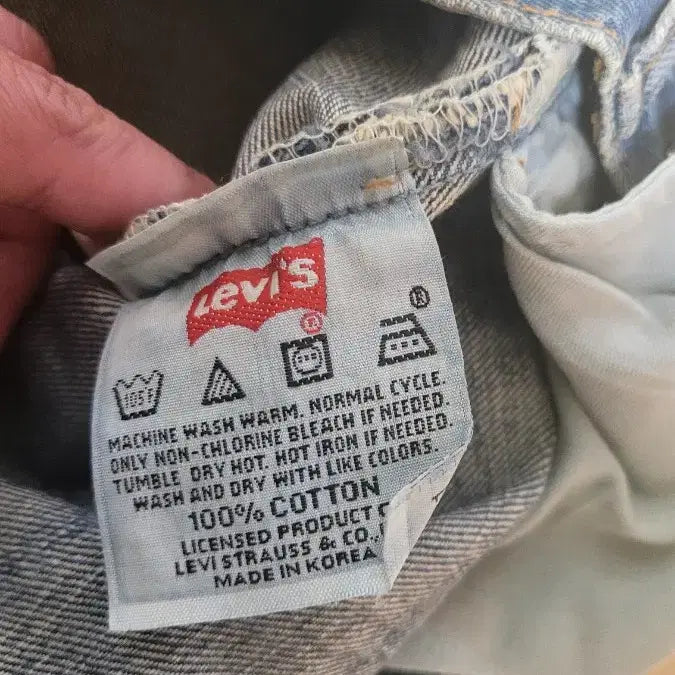 Levi's
®
®
105F
MACHINE WASH WARM. NORMAL CYCLE.
ONLY NON-CHLORINE BLEACH IF NEEDED.
TUMBLE DRY HOT. HOT IRON IF NEEDED.
WASH AND DRY WITH LIKE COLORS.
100% COTTON
LICENSED PRODUCT
LEVI STRAUSS & CO.
MADE IN KOREA